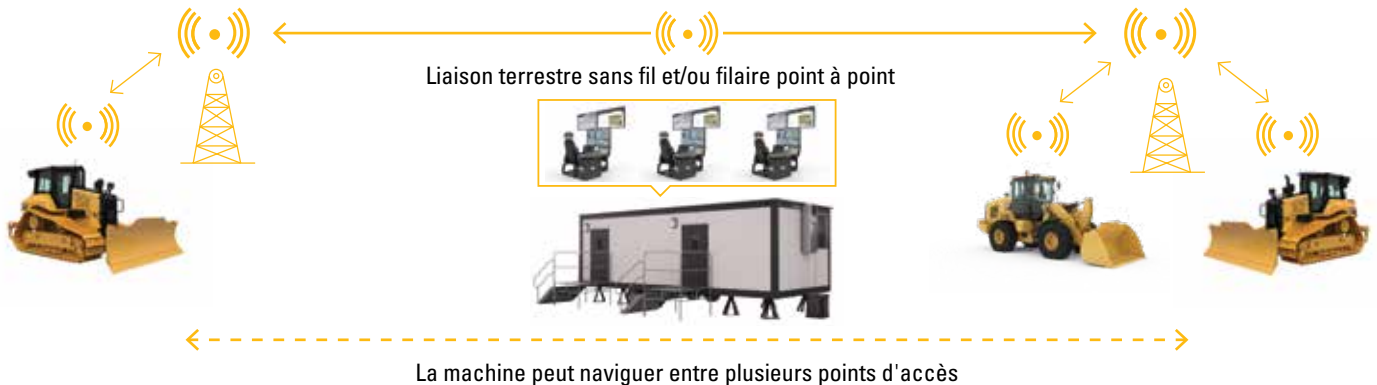 Liaison terrestre sans fil et/ou filaire point à point
La machine peut naviguer entre plusieurs points d'accès